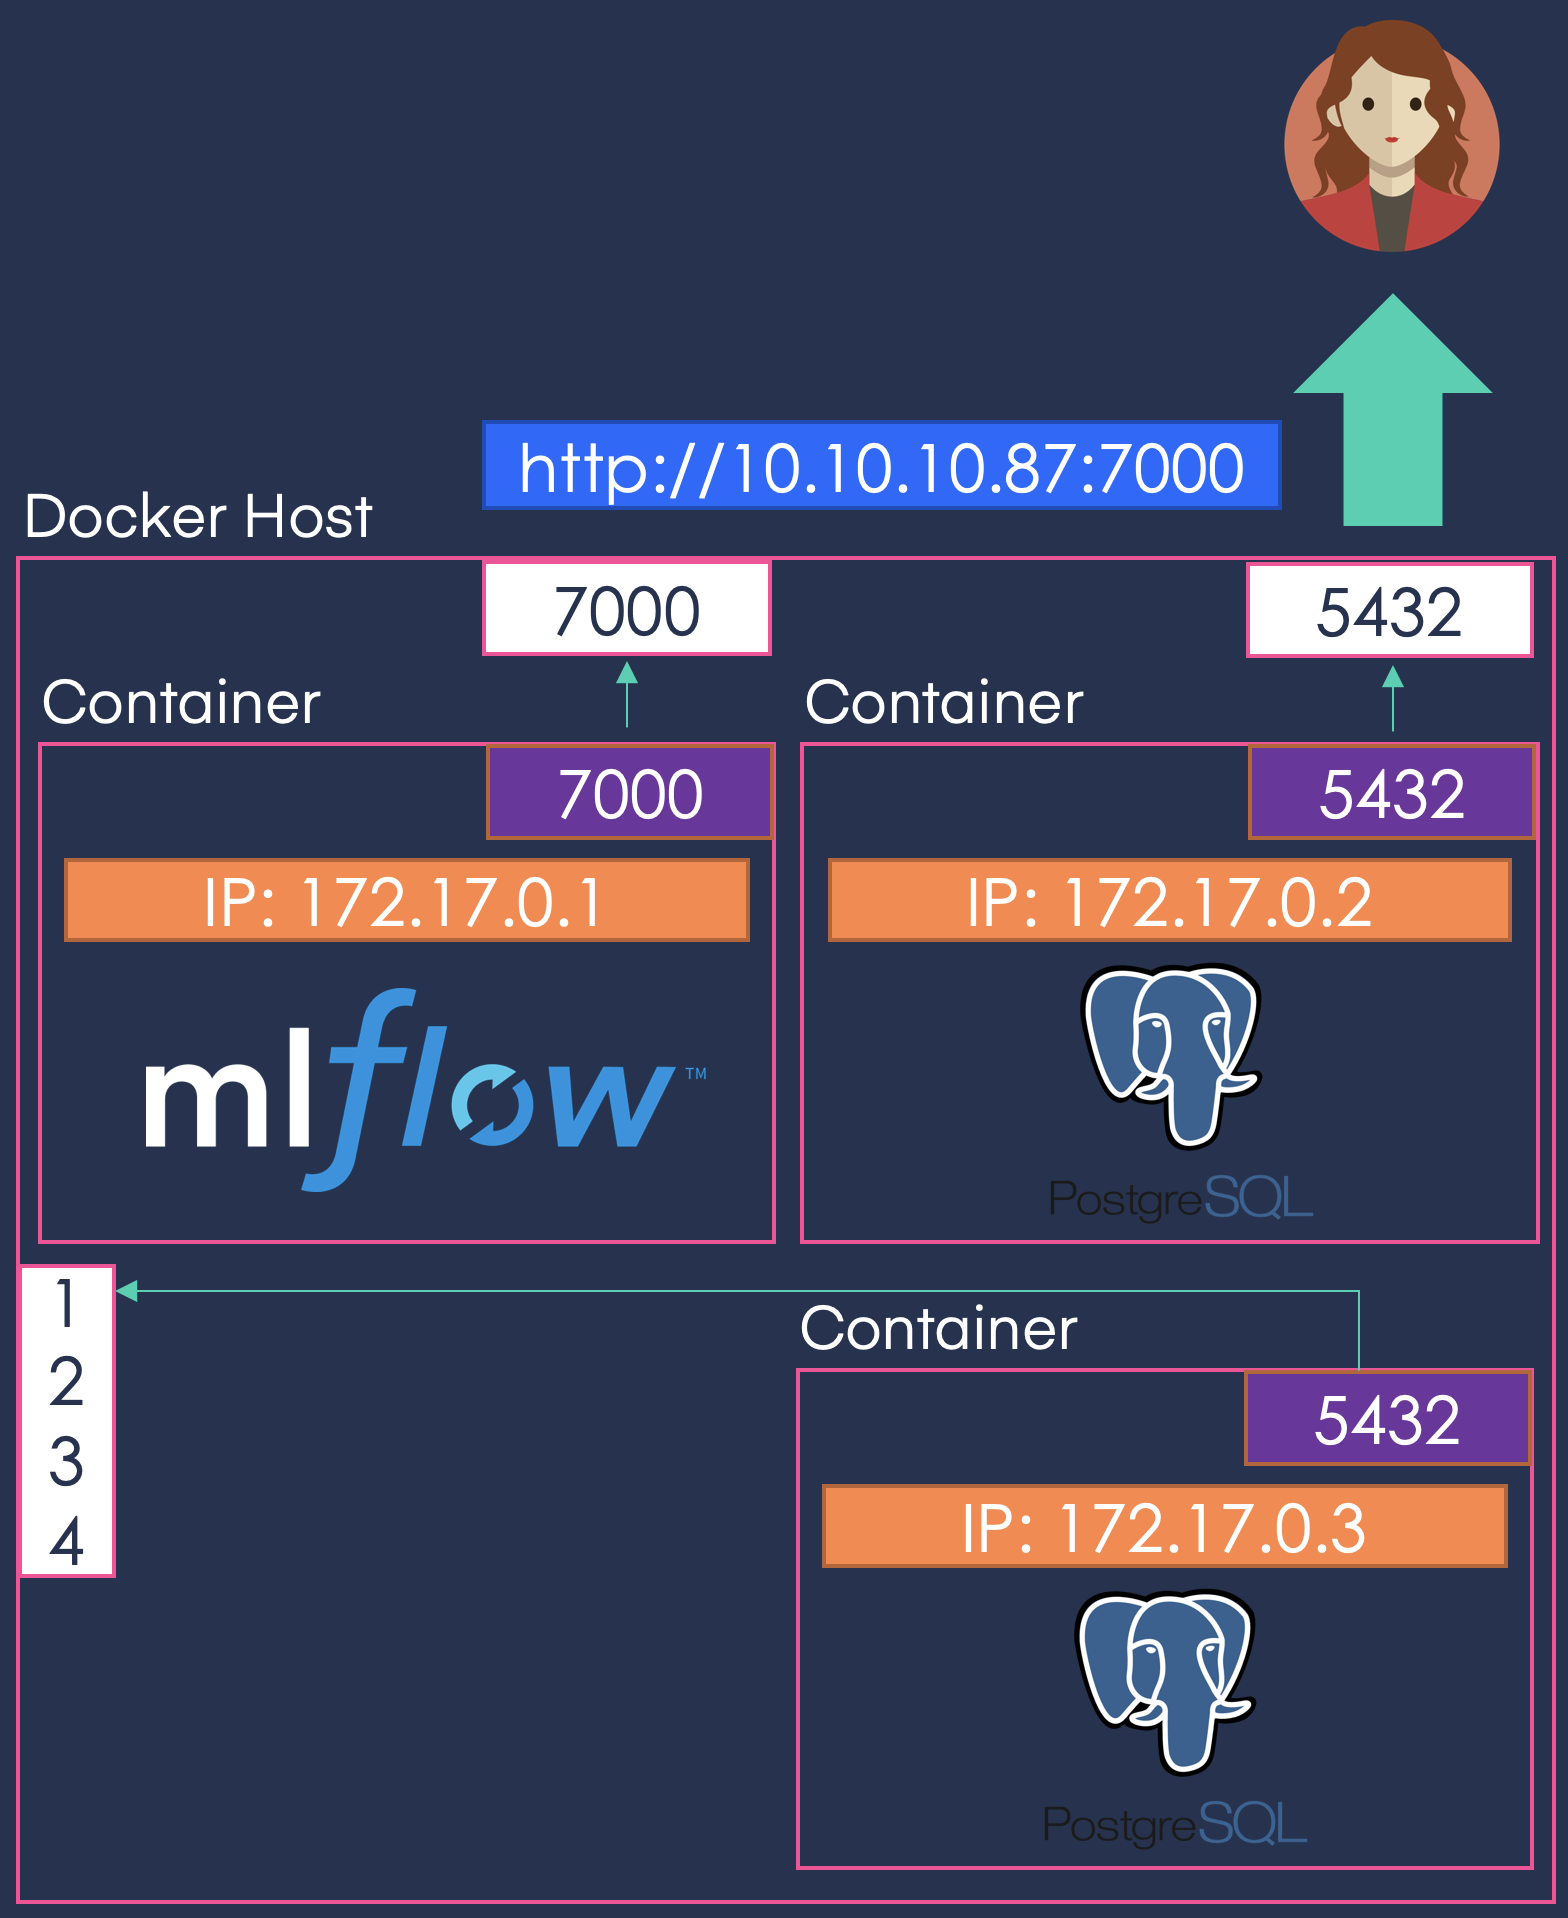 http://10.10.10.87:7000
Docker Host
7000
5432
Container
Container
7000
5432
IP: 172.17.0.1
IP: 172.17.0.2
mlflow™
PostgreSQL
1
2
3
4
Container
5432
IP: 172.17.0.3
PostgreSQL